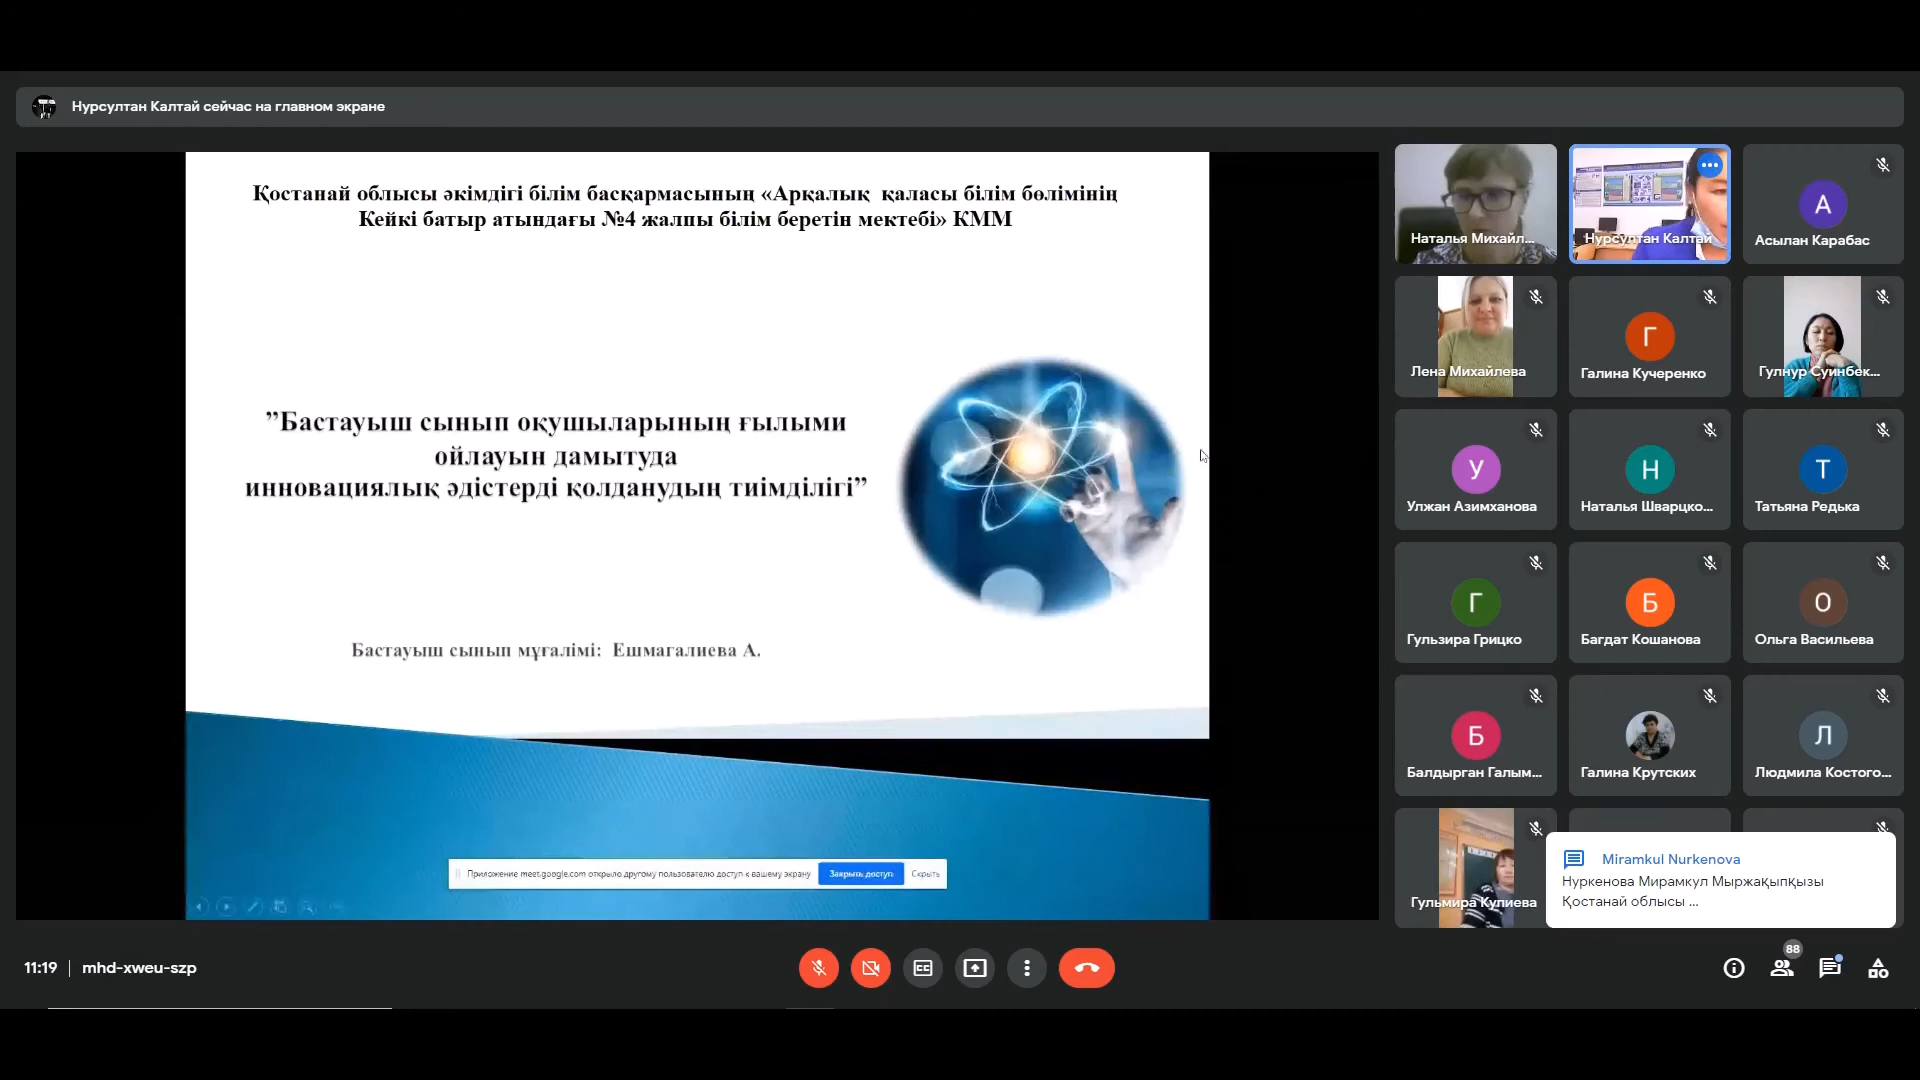 Нурсултан Калтай сейчас на главном экране
Қостанай облысы әкімдігі білім басқармасының «Арқалық қаласы білім бөлімінің
Кейкі батыр атындағы №4 жалпы білім беретін мектебі» КММ
”Бастауыш сынып оқушыларының ғылыми
ойлауын дамытуда
инновациялық әдістерді қолданудың тиімділігі”
Бастауыш сынып мұғалімі: Ешмагалиева А.
Приложение meet.google.com открыло другому пользователю доступ к вашему экрану
Закрыть доступ
Скрыть
Наталья Михайл...
Нурсултан Калтай
А
Асылан Карабас
Лена Михайлева
Г
Галина Кучеренко
Гулнур Суинбек...
У
Улжан Азимханова
Н
Наталья Шварцко...
Т
Татьяна Редька
Г
Гульзира Грицко
Б
Багдат Кошанова
О
Ольга Васильева
Б
Балдырган Галым...
Галина Крутских
Л
Людмила Костого...
Гульмира Кулиева
Miramkul Nurkenova
Нуркенова Мирамкул Мыржақыпқызы
Қостанай облысы ...
11:19 | mhd-xweu-szp
88